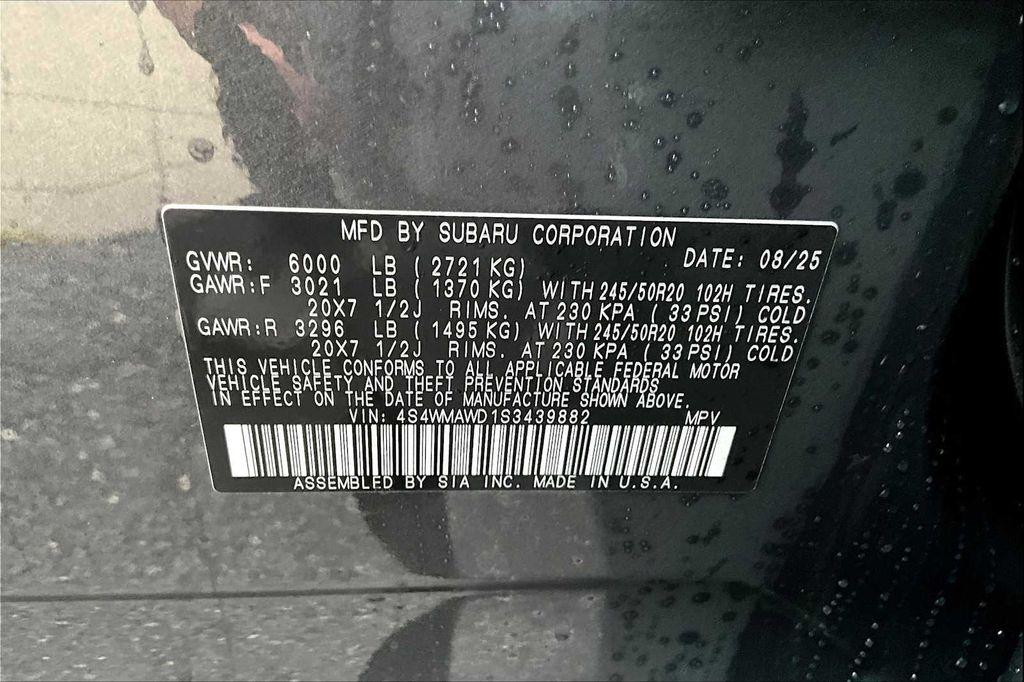 MFD BY SUBARU CORPORATION
DATE: 08/25
GVWR: 6000 LB (2721 KG)
GAWR:F 3021 LB (1370 KG) WITH 245/50R20 102H TIRES.
20X7 1/2J RIMS. AT 230 KPA (33 PSI) COLD
GAWR:R 3296 LB (1495 KG) WITH 245/50R20 102H TIRES.
20X7 1/2J RIMS. AT 230 KPA (33 PSI) COLD
THIS VEHICLE CONFORMS TO ALL APPLICABLE FEDERAL MOTOR
VEHICLE SAFETY AND THEFT PREVENTION STANDARDS
IN EFFECT ON THE DATE OF MANUFACTURE SHOWN ABOVE.
VIN: 4S4WMAWD1S3439882 MPV
ASSEMBLED BY SIA INC. MADE IN U.S.A.